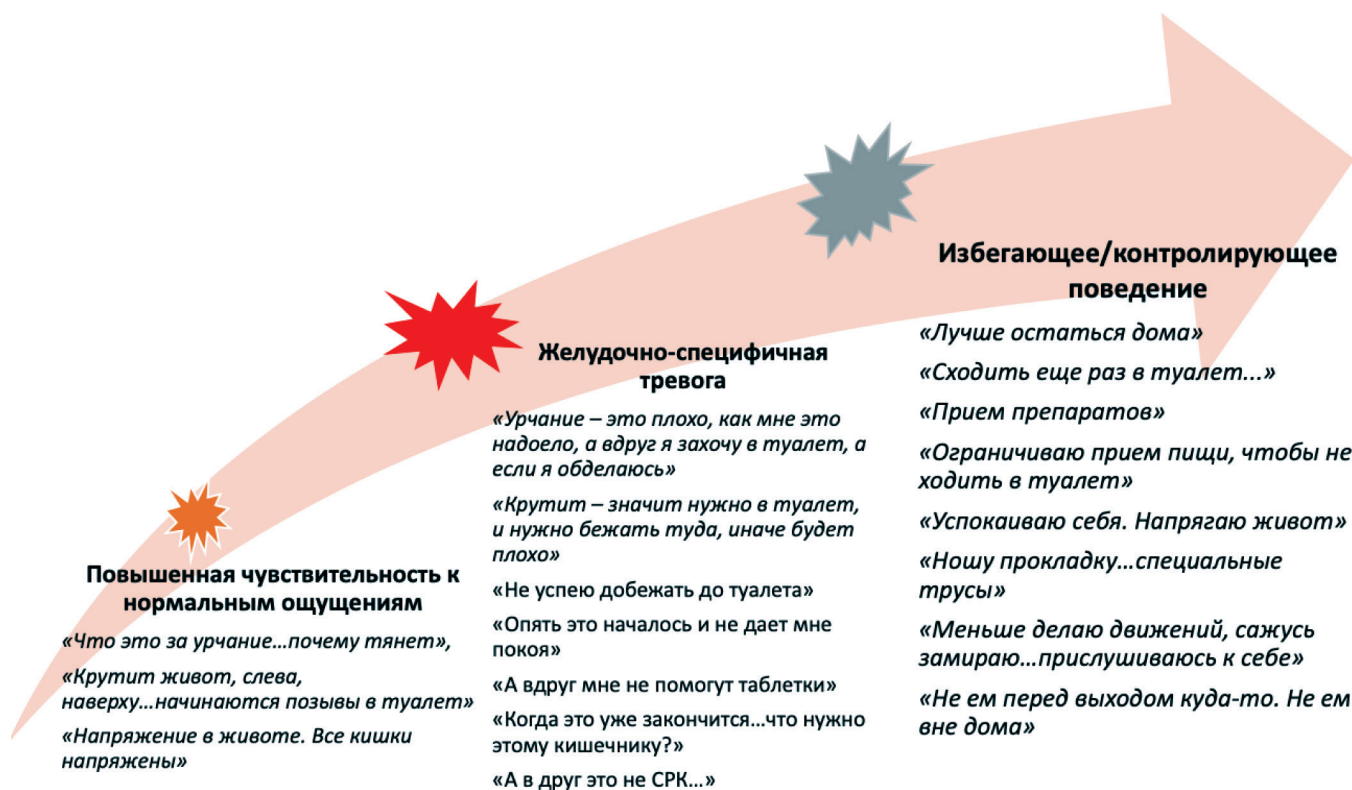 Повышенная чувствительность к
нормальным ощущениям
«Что это за урчание...почему тянет»,
«Крутит живот, слева,
наверху...начинаются позывы в туалет»
«Напряжение в животе. Все кишки
напряжены»
Желудочно-специфичная
тревога
«Урчание – это плохо, как мне это
надоело, а вдруг я захочу в туалет, а
если я обделаюсь»
«Крутит – значит нужно в туалет,
и нужно бежать туда, иначе будет
плохо»
«Не успею добежать до туалета»
«Опять это началось и не дает мне
покоя»
«А вдруг мне не помогут таблетки»
«Когда это уже закончится...что нужно
этому кишечнику?»
«А в друг это не СРК...»
Избегающее/контролирующее
поведение
«Лучше остаться дома»
«Сходить еще раз в туалет...»
«Прием препаратов»
«Ограничиваю прием пищи, чтобы не
ходить в туалет»
«Успокаиваю себя. Напрягаю живот»
«Ношу прокладку...специальные
трусы»
«Меньше делаю движений, сажусь
замираю...прислушиваюсь к себе»
«Не ем перед выходом куда-то. Не ем
вне дома»